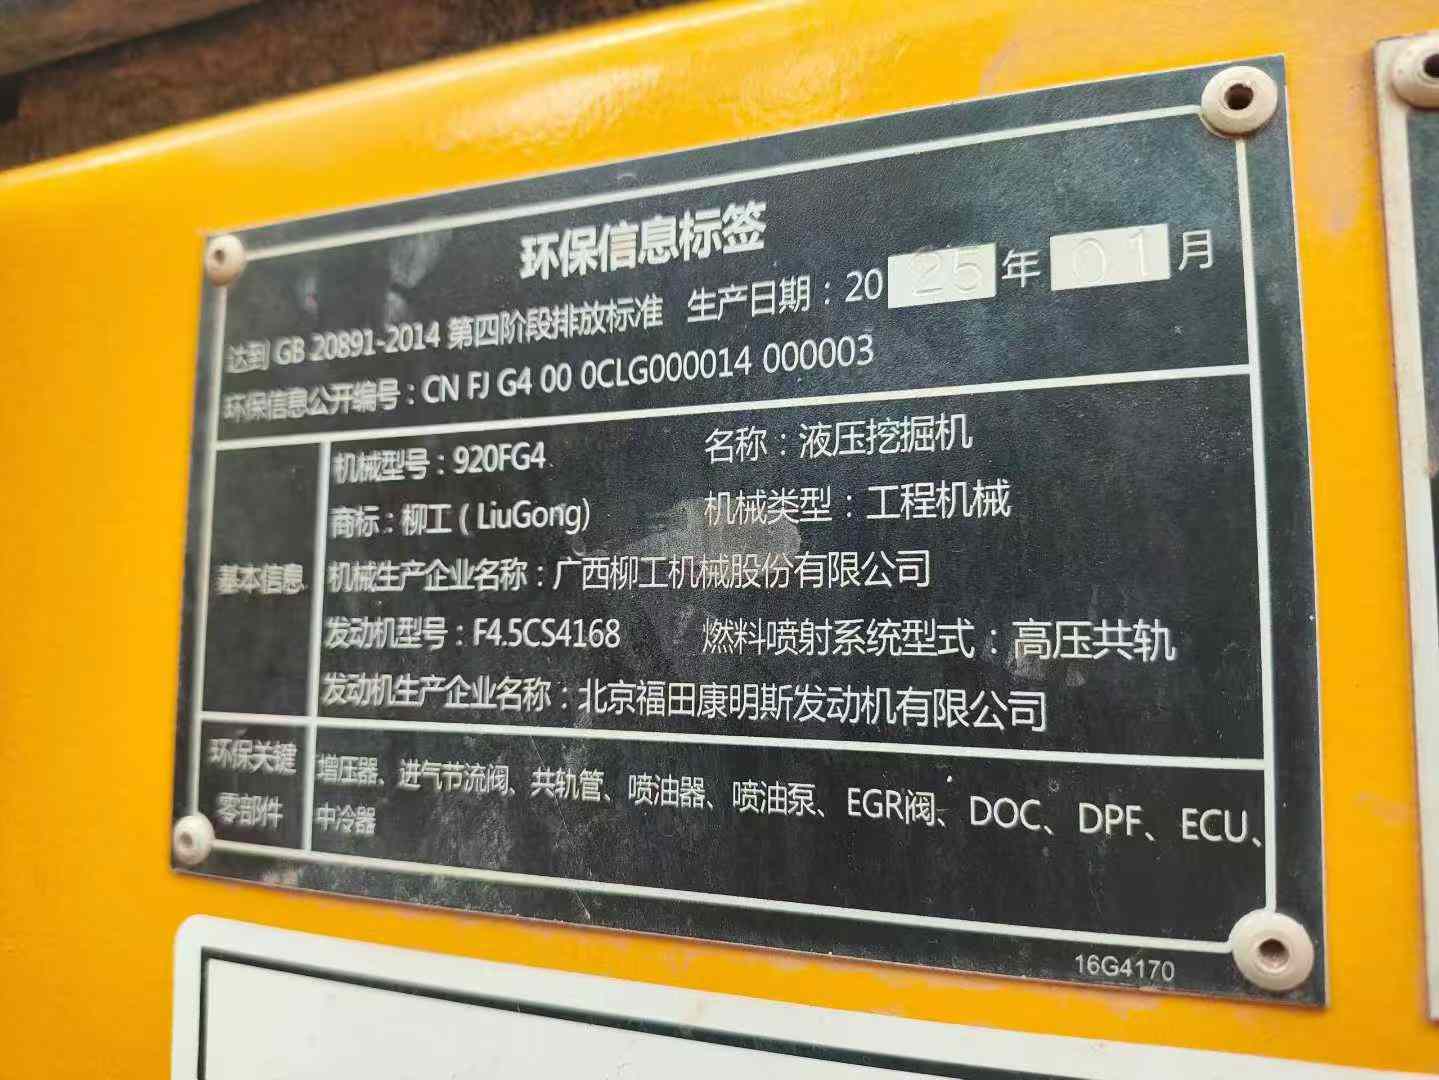 环保信息标签
达到 GB 20891-2014 第四阶段排放标准 生产日期：2025年01月
环保信息公开编号：CN FJ G4 00 0CLG000014 000003
基本信息
机械型号：920FG4 名称：液压挖掘机
商标：柳工（LiuGong) 机械类型：工程机械
机械生产企业名称：广西柳工机械股份有限公司
发动机型号：F4.5CS4168 燃料喷射系统型式：高压共轨
发动机生产企业名称：北京福田康明斯发动机有限公司
环保关键
零部件
增压器、进气节流阀、共轨管、喷油器、喷油泵、EGR阀、DOC、DPF、ECU、
中冷器
16G4170